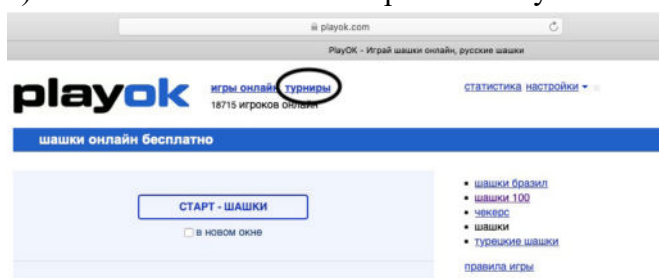 playok.com
PlayOK - Играй шашки онлайн, русские шашки
playok
игры онлайн турниры
18715 игроков онлайн
статистика настройки
шашки онлайн бесплатно
СТАРТ - ШАШКИ
в новом окне
шашки бразил
шашки 100
чекерс
шашки
турецкие шашки
правила игры